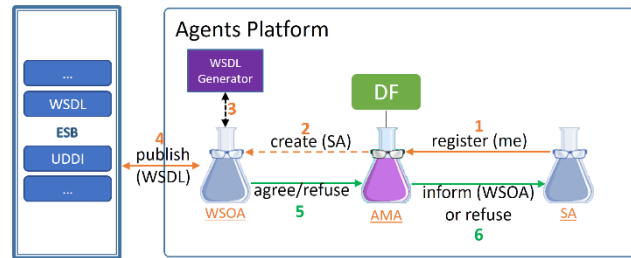 Agents Platform
...
WSDL
ESB
UDDI
...
WSDL
Generator
DF
3
4
publish
(WSDL)
2
create (SA)
1
register (me)
agree/refuse
5
inform (WSOA)
or refuse
6
WSOA
AMA
SA